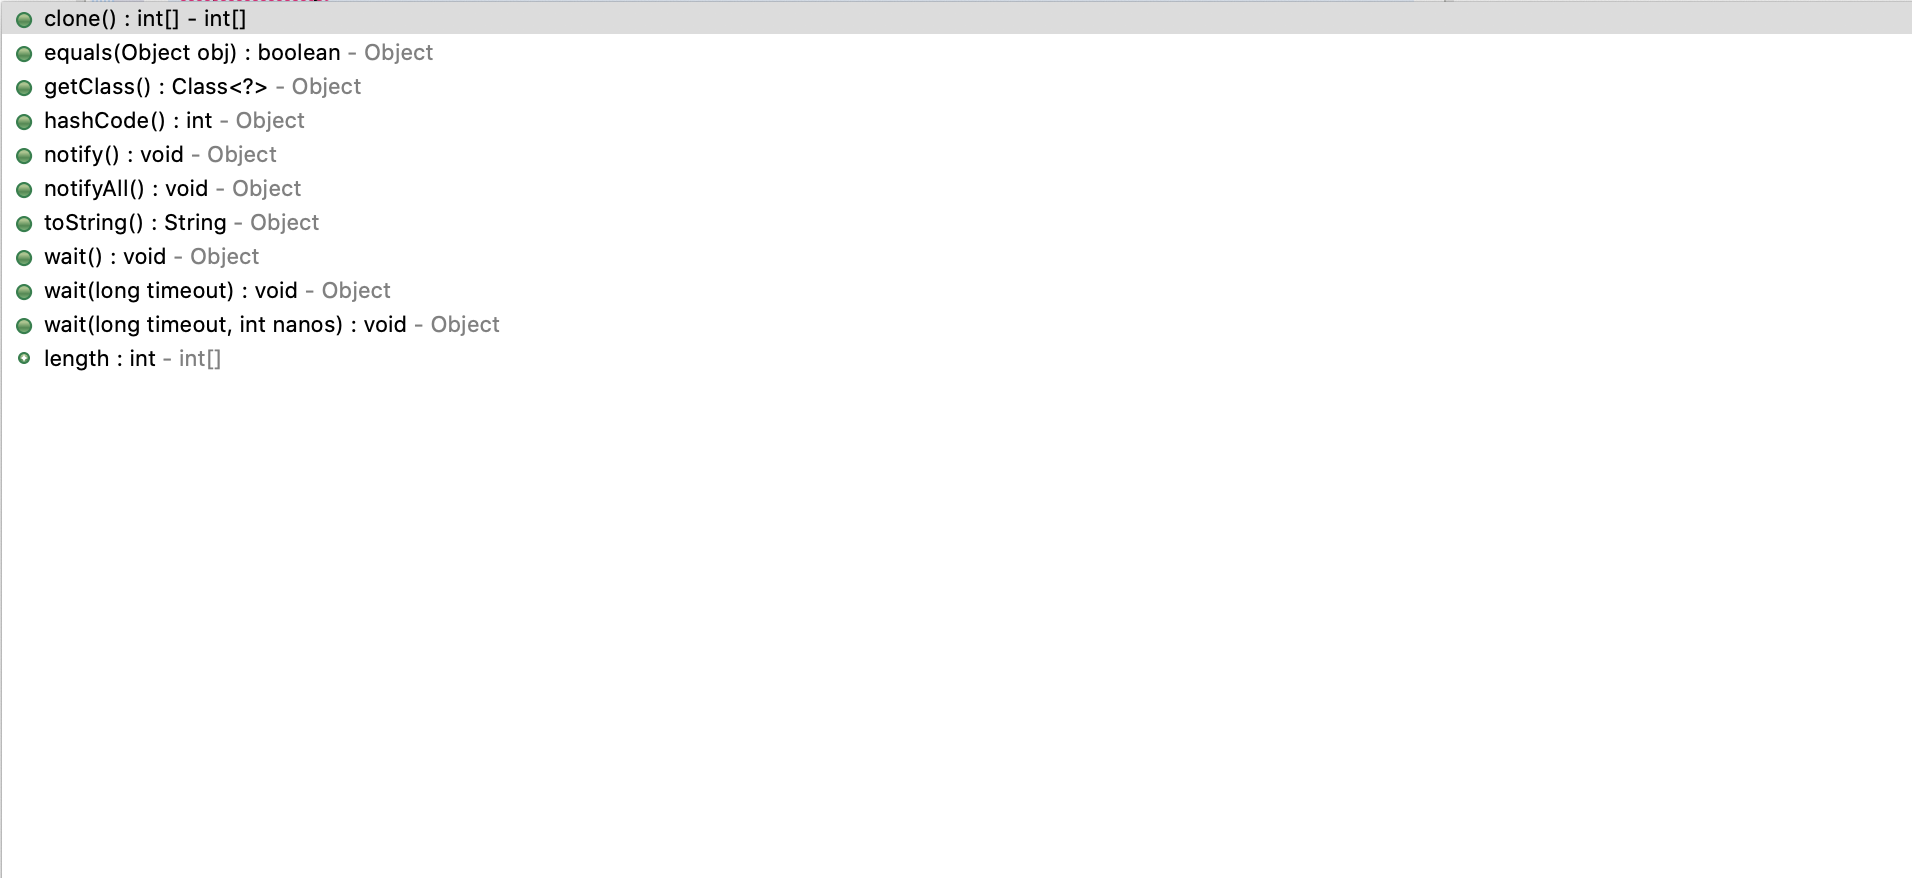 clone() : int[] - int[]
equals(Object obj) : boolean - Object
getClass() : Class<?> - Object
hashCode() : int - Object
notify() : void - Object
notifyAll() : void - Object
toString() : String - Object
wait() : void - Object
wait(long timeout) : void - Object
wait(long timeout, int nanos) : void - Object
length : int - int[]